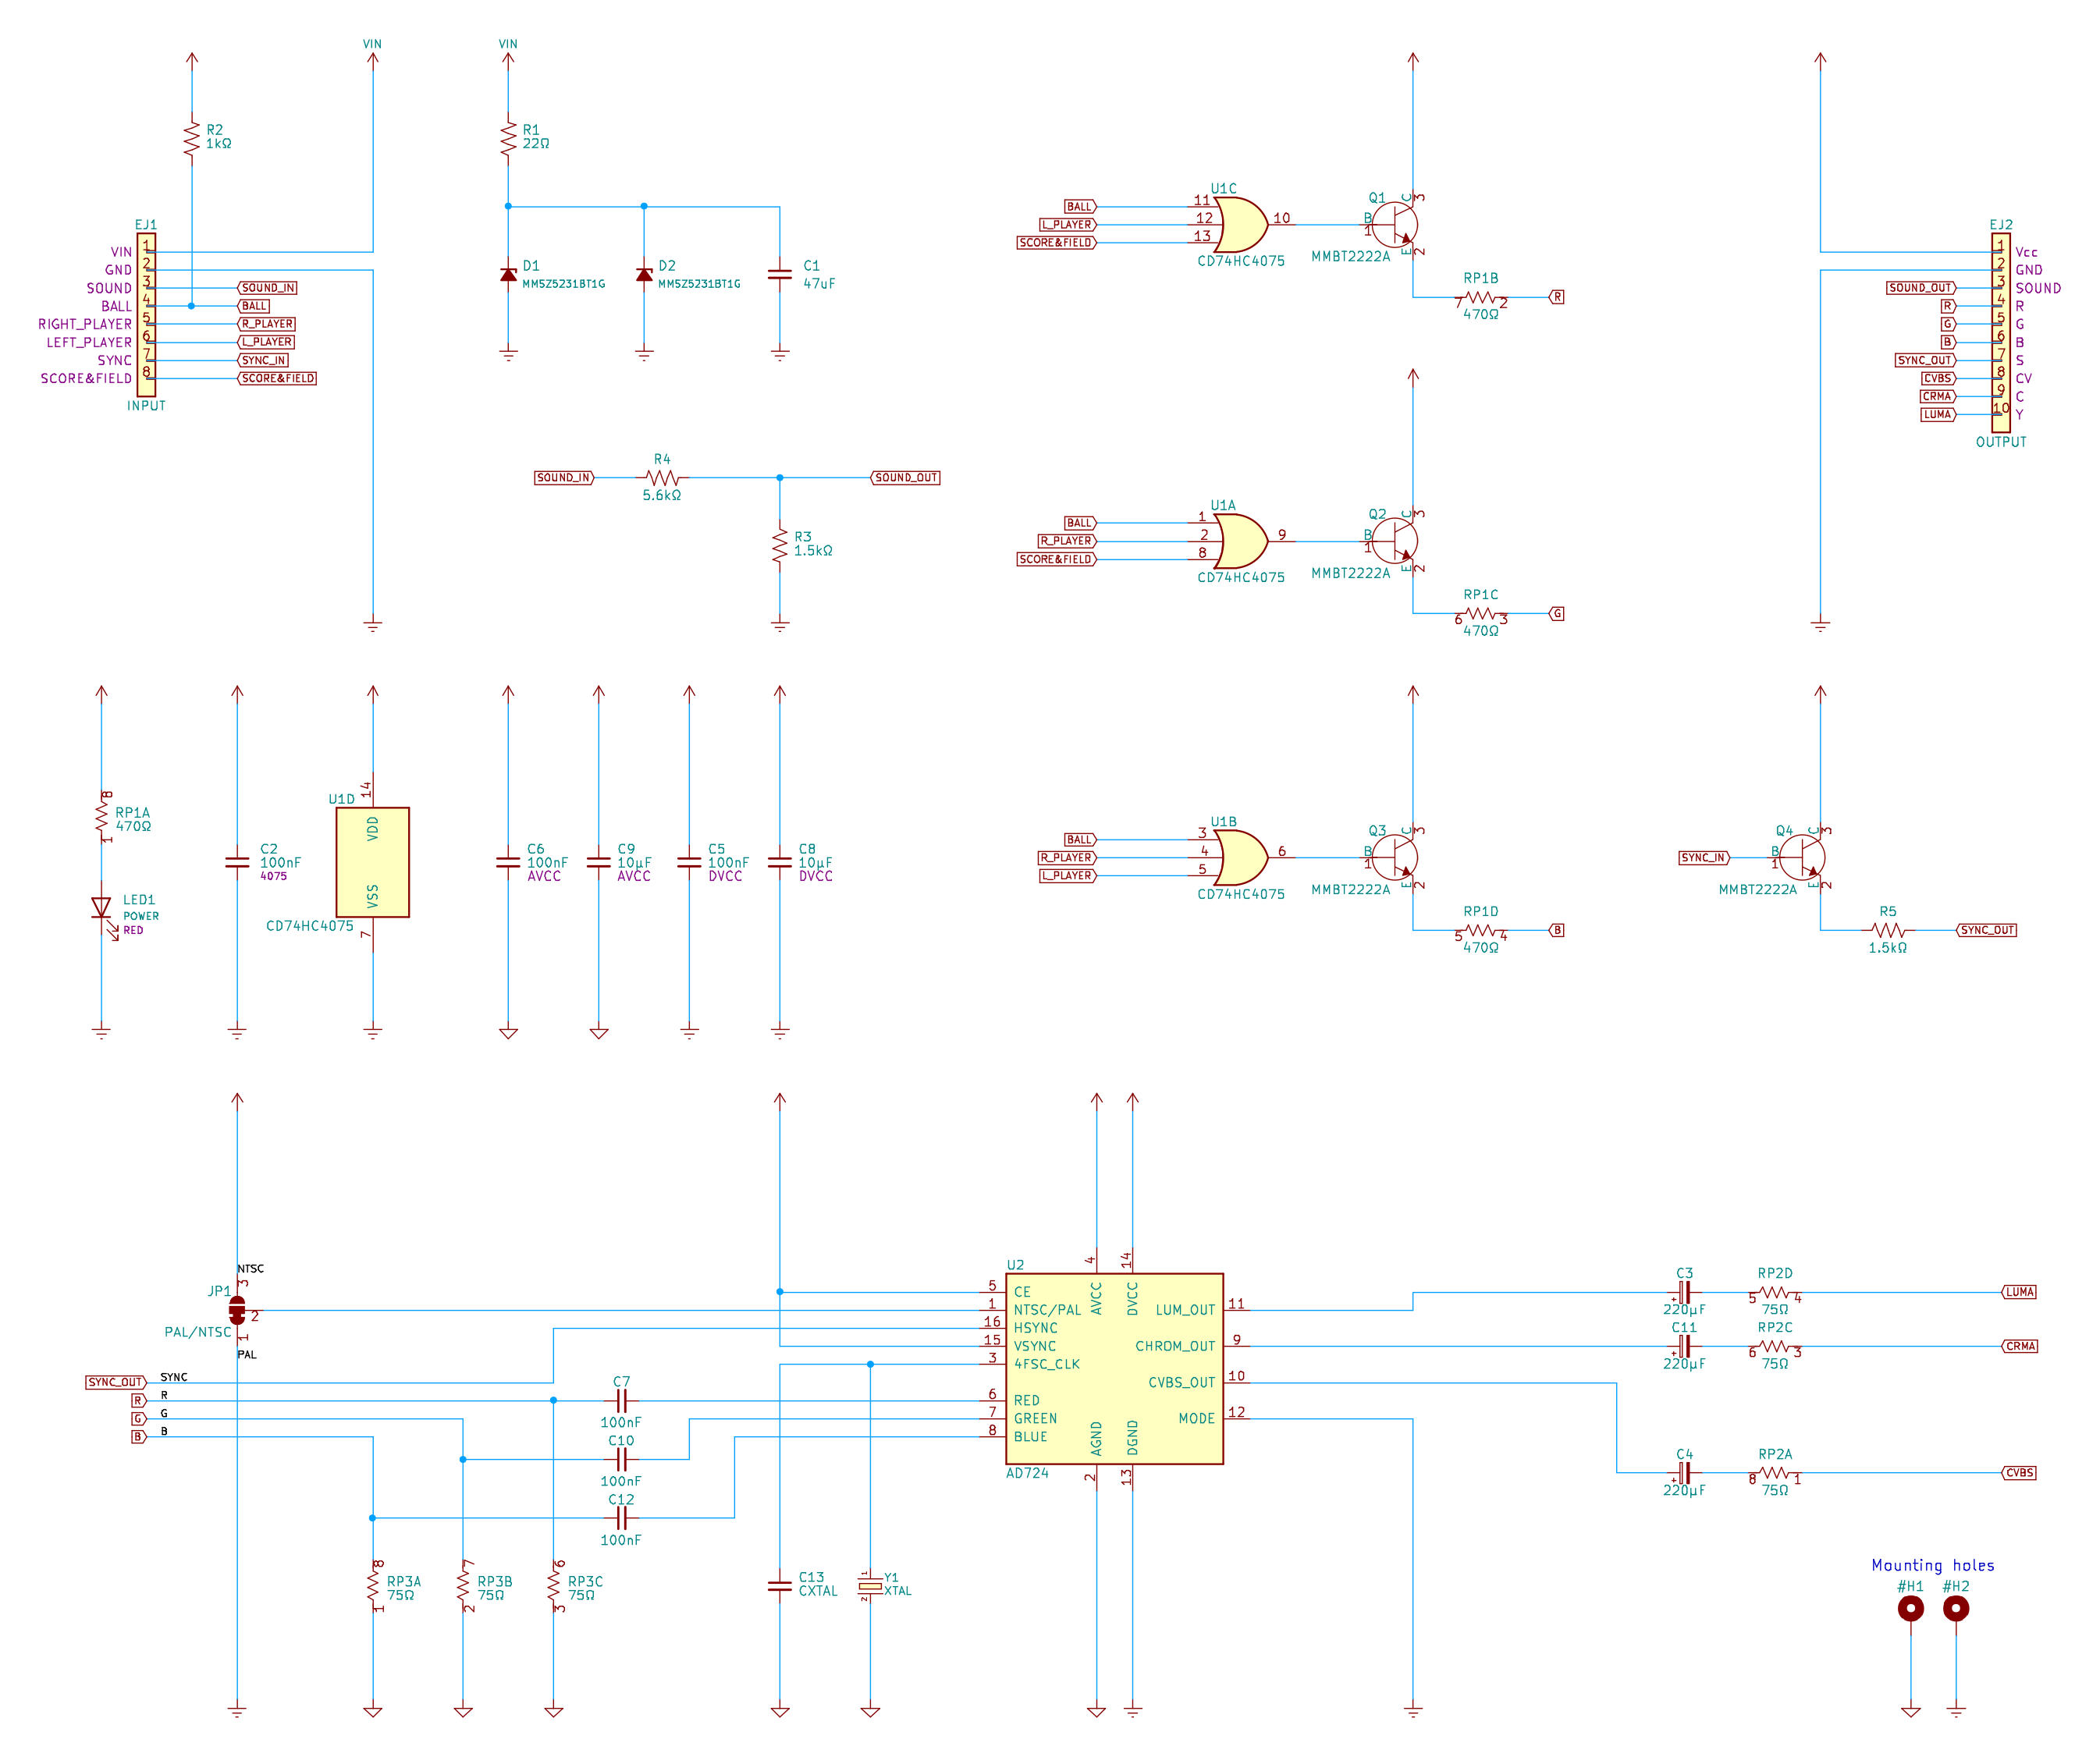 VIN
VIN
R2
1kΩ
R1
22Ω
EJ1
1
2
3
4
5
6
7
8
VIN
GND
SOUND
BALL
RIGHT_PLAYER
LEFT_PLAYER
SYNC
SCORE&FIELD
INPUT
SOUND_IN
BALL
R_PLAYER
L_PLAYER
SYNC_IN
SCORE&FIELD
D1
MM5Z5231BT1G
D2
MM5Z5231BT1G
C1
47uF
SOUND_IN
R4
5.6kΩ
SOUND_OUT
R3
1.5kΩ
BALL
L_PLAYER
SCORE&FIELD
11
12
13
U1C
10
CD74HC4075
Q1
B
1
C
3
E
2
MMBT2222A
RP1B
7
2
470Ω
R
BALL
R_PLAYER
SCORE&FIELD
1
2
8
U1A
9
CD74HC4075
Q2
B
1
C
3
E
2
MMBT2222A
RP1C
6
3
470Ω
G
BALL
R_PLAYER
L_PLAYER
3
4
5
U1B
6
CD74HC4075
Q3
B
1
C
3
E
2
MMBT2222A
RP1D
5
4
470Ω
B
EJ2
1
2
3
4
5
6
7
8
9
10
Vcc
GND
SOUND
R
G
B
S
CV
C
Y
OUTPUT
SOUND_OUT
R
G
B
SYNC_OUT
CVBS
CRMA
LUMA
SYNC_IN
Q4
B
1
C
3
E
2
MMBT2222A
R5
1.5kΩ
SYNC_OUT
8
RP1A
470Ω
1
LED1
POWER
RED
C2
100nF
4075
U1D
14
VDD
VSS
7
CD74HC4075
C6
100nF
AVCC
C9
10µF
AVCC
C5
100nF
DVCC
C8
10µF
DVCC
NTSC
3
JP1
2
PAL/NTSC
1
PAL
SYNC_OUT
SYNC
R
R
G
G
B
B
C7
100nF
C10
100nF
C12
100nF
8
RP3A
75Ω
1
7
RP3B
75Ω
2
6
RP3C
75Ω
3
C13
CXTAL
1
Y1
XTAL
2
U2
5
CE
1
NTSC/PAL
16
HSYNC
15
VSYNC
3
4FSC_CLK
6
RED
7
GREEN
8
BLUE
4
AVCC
14
DVCC
AGND
2
DGND
13
LUM_OUT
11
CHROM_OUT
9
CVBS_OUT
10
MODE
12
AD724
C3
220µF
RP2D
5
4
75Ω
LUMA
C11
220µF
RP2C
6
3
75Ω
CRMA
C4
220µF
RP2A
8
1
75Ω
CVBS
Mounting holes
#H1
#H2